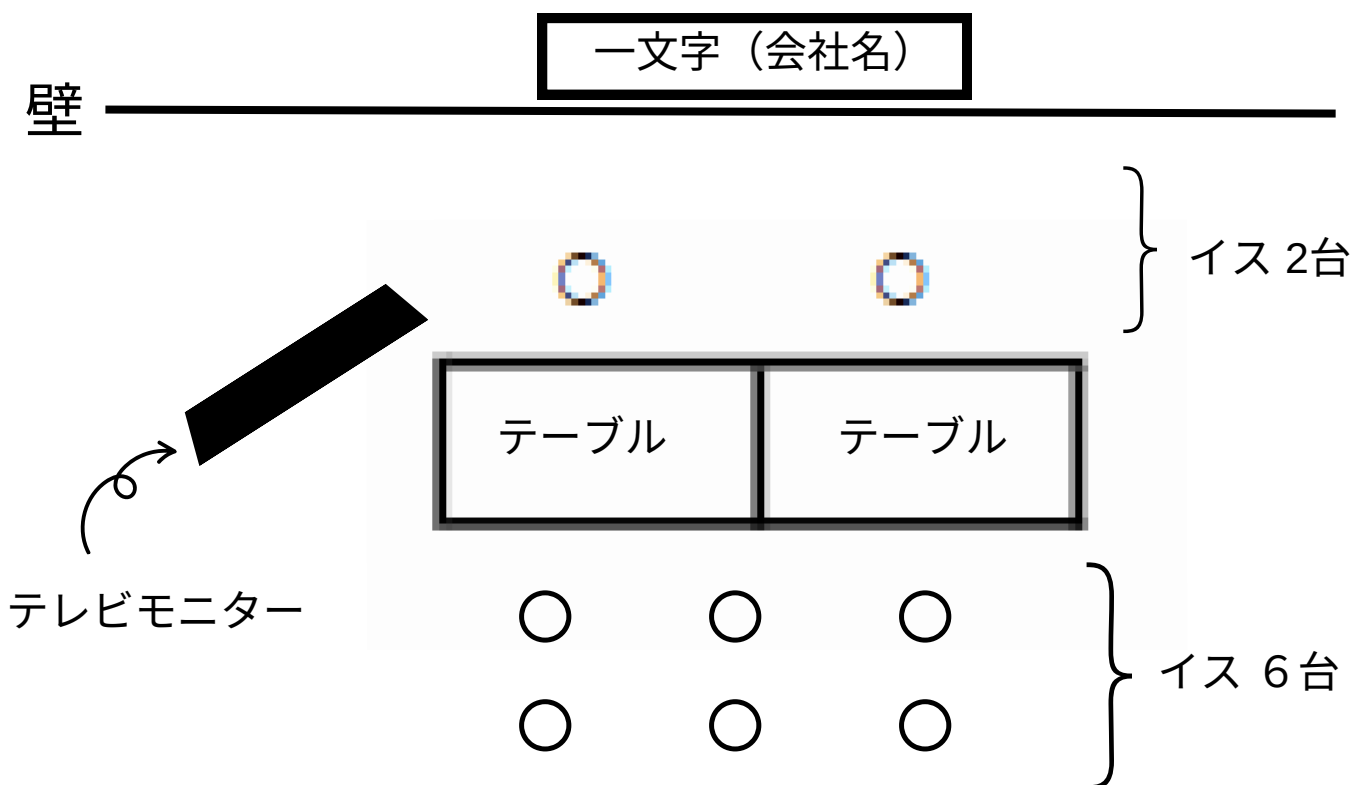 一文字（会社名）
壁
イス 2台
テーブル
テーブル
テレビモニター
イス ６台